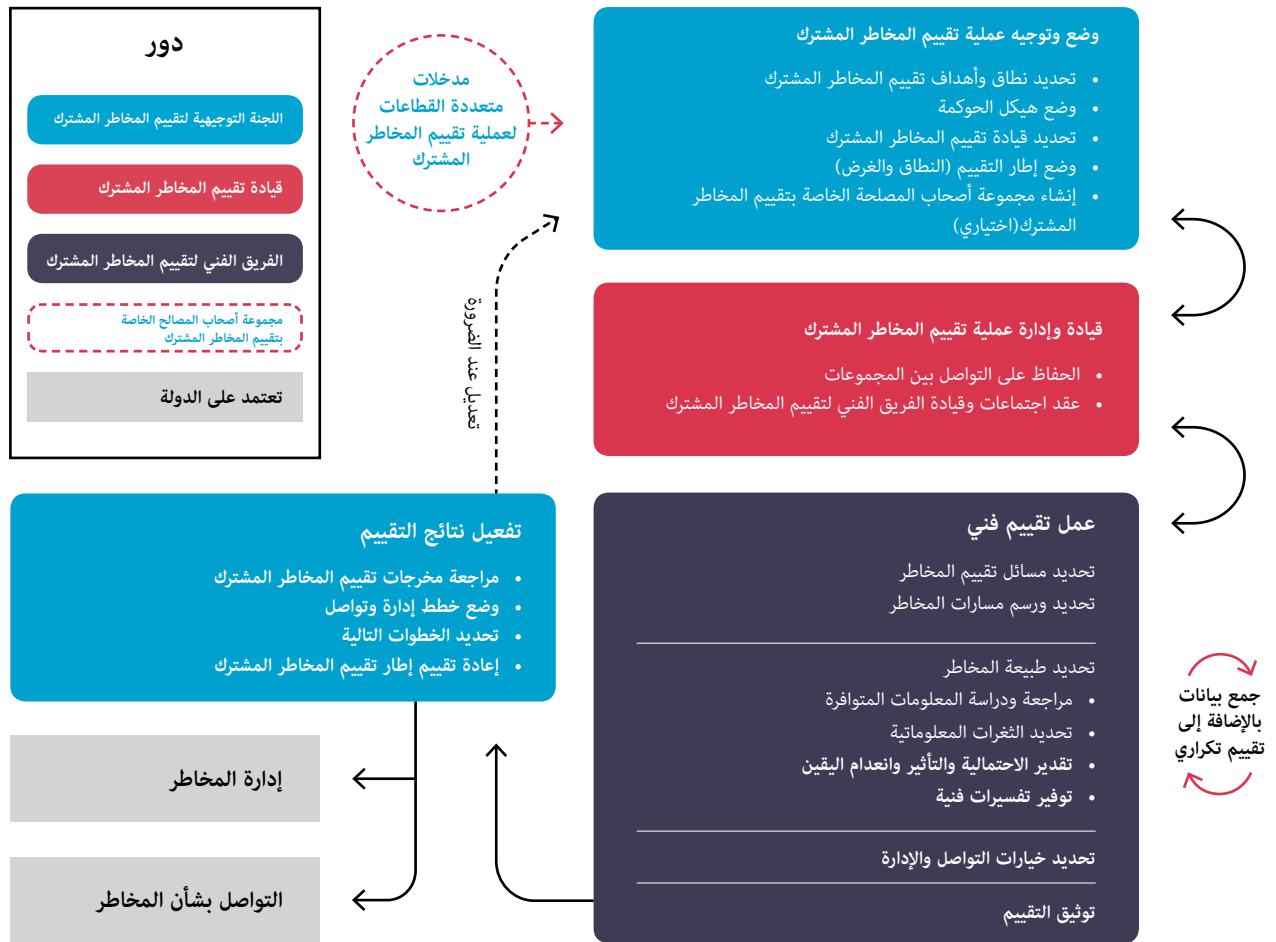 وضع وتوجيه عملية تقييم المخاطر المشترك
• تحديد نطاق وأهداف تقييم المخاطر المشترك
• وضع هيكل الحوكمة
• تحديد قيادة تقييم المخاطر المشترك
• وضع إطار التقييم (النطاق والغرض)
• إنشاء مجموعة أصحاب المصلحة الخاصة بتقييم المخاطر
المشترك(اختياري)
مدخلات
متعددة القطاعات
لعملية تقييم المخاطر
المشترك
دور
اللجنة التوجيهية لتقييم المخاطر المشترك
قيادة تقييم المخاطر المشترك
الفريق الفني لتقييم المخاطر المشترك
مجموعة أصحاب المصالح الخاصة
بتقييم المخاطر المشترك
تعتمد على الدولة
قيادة وإدارة عملية تقييم المخاطر المشترك
• الحفاظ على التواصل بين المجموعات
• عقد اجتماعات وقيادة الفريق الفني لتقييم المخاطر المشترك
تعديل عند الضرورة
عمل تقييم فني
تحديد مسائل تقييم المخاطر
تحديد ورسم مسارات المخاطر
تحديد طبيعة المخاطر
• مراجعة ودراسة المعلومات المتوافرة
• تحديد الثغرات المعلوماتية
• تقدير الاحتمالية والتأثير وانعدام اليقين
• توفير تفسيرات فنية
تحديد خيارات التواصل والإدارة
توثيق التقييم
جمع بيانات
بالإضافة إلى
تقييم تكراري
تفعيل نتائج التقييم
• مراجعة مخرجات تقييم المخاطر المشترك
• وضع خطط إدارة وتواصل
• تحديد الخطوات التالية
• إعادة تقييم إطار تقييم المخاطر المشترك
إدارة المخاطر
التواصل بشأن المخاطر